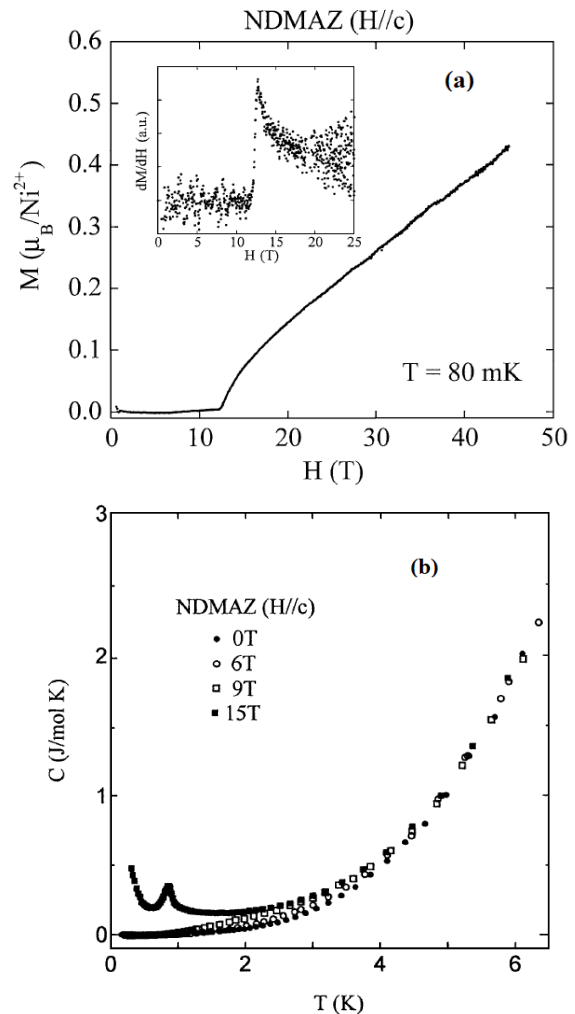 NDMAZ (H//c)
0.6
0.5
0.4
0.3
0.2
0.1
0.0
M (μ_B/Ni²⁺)
(a)
dM/dH (a.u.)
0 5 10 15 20 25
H (T)
T = 80 mK
0 10 20 30 40 50
H (T)
3
2
1
0
C (J/mol K)
(b)
NDMAZ (H//c)
0T
6T
9T
15T
0 2 4 6
T (K)